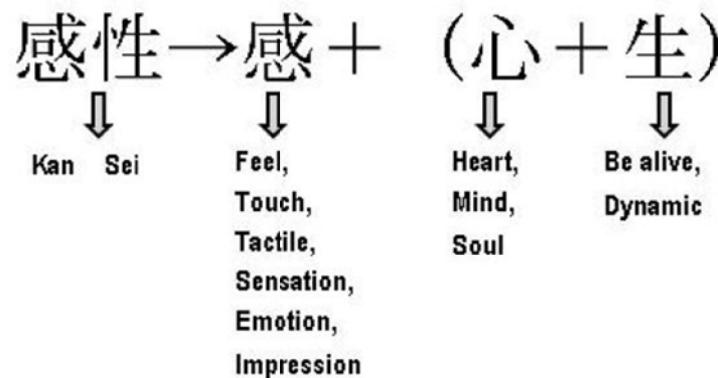 感性→感+ (心+生)
Kan Sei
Feel,
Touch,
Tactile,
Sensation,
Emotion,
Impression
Heart,
Mind,
Soul
Be alive,
Dynamic